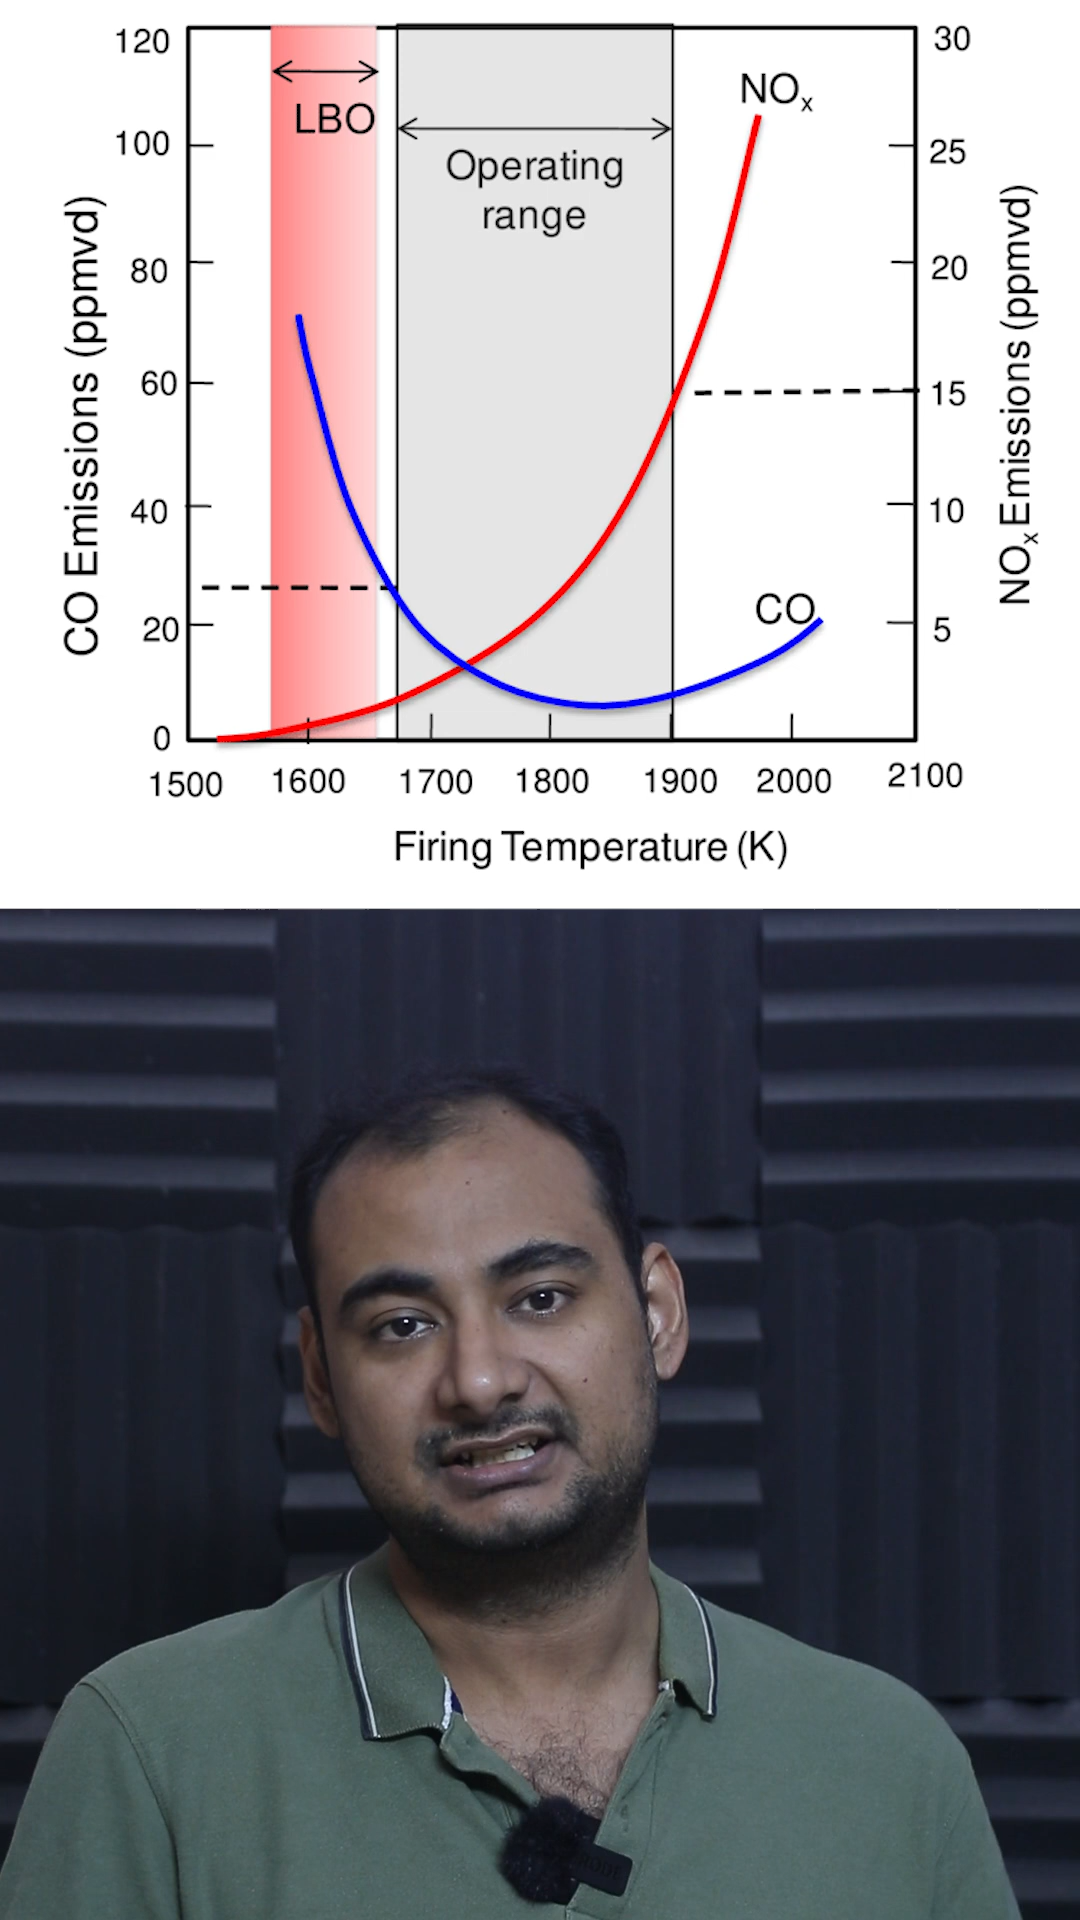 120
100
80
60
40
20
0
CO Emissions (ppmvd)
LBO
Operating
range
NOx
CO
30
25
20
15
10
5
NOx Emissions (ppmvd)
1500 1600 1700 1800 1900 2000 2100
Firing Temperature (K)